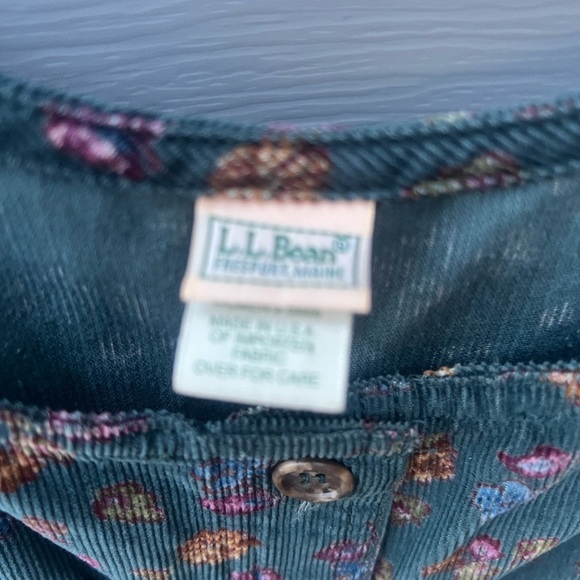 L.L.Bean®
FREEPORT, MAINE
MADE IN U.S.A.
OF IMPORTED
FABRIC
OVER FOR CARE